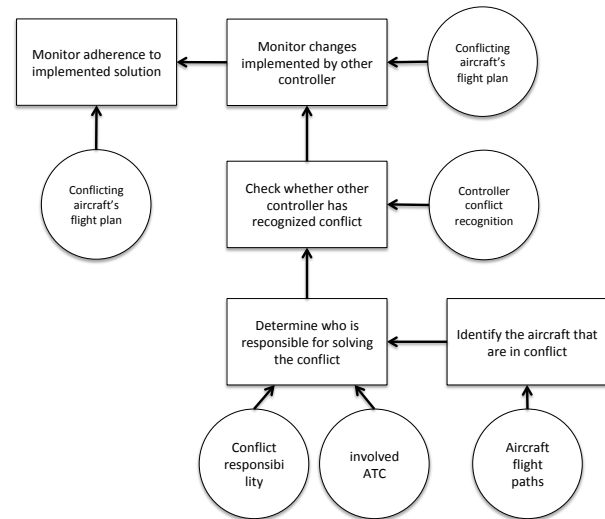 Monitor adherence to
implemented solution
Monitor changes
implemented by other
controller
Conflicting
aircraft's
flight plan
Conflicting
aircraft's
flight plan
Check whether other
controller has
recognized conflict
Controller
conflict
recognition
Determine who is
responsible for solving
the conflict
Identify the aircraft that
are in conflict
Conflict
responsibi
lity
involved
ATC
Aircraft
flight
paths